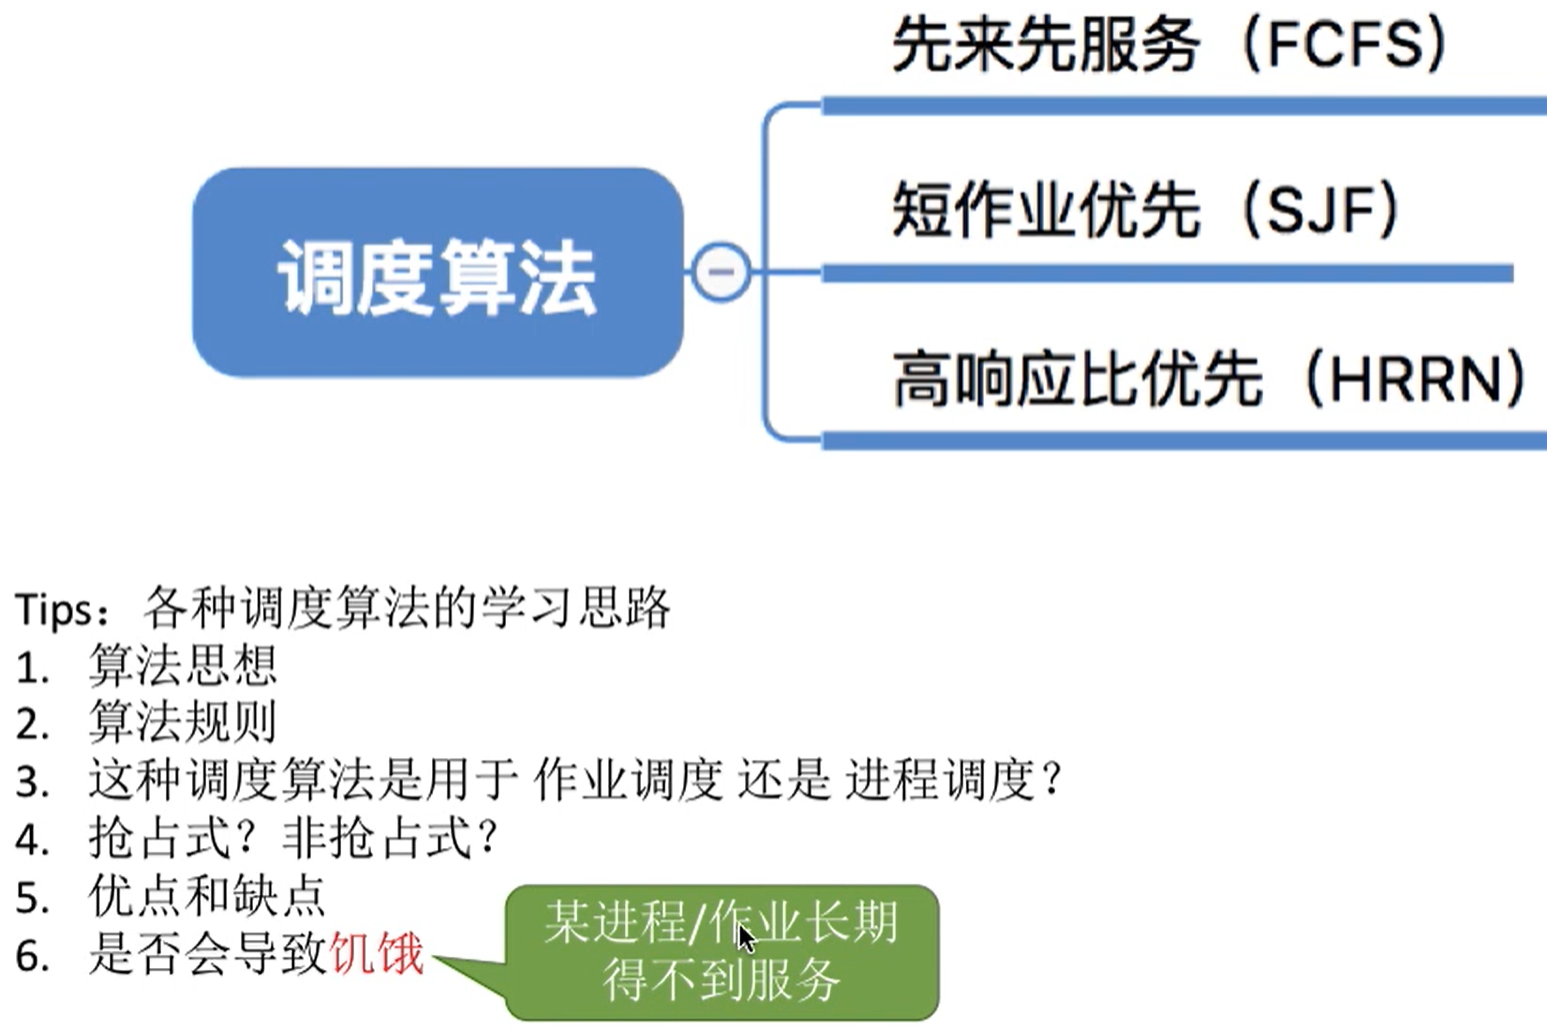 调度算法
先来先服务（FCFS）
短作业优先（SJF）
高响应比优先（HRRN）
Tips：各种调度算法的学习思路
1. 算法思想
2. 算法规则
3. 这种调度算法是用于 作业调度 还是 进程调度？
4. 抢占式？非抢占式？
5. 优点和缺点
6. 是否会导致饥饿
某进程/作业长期
得不到服务